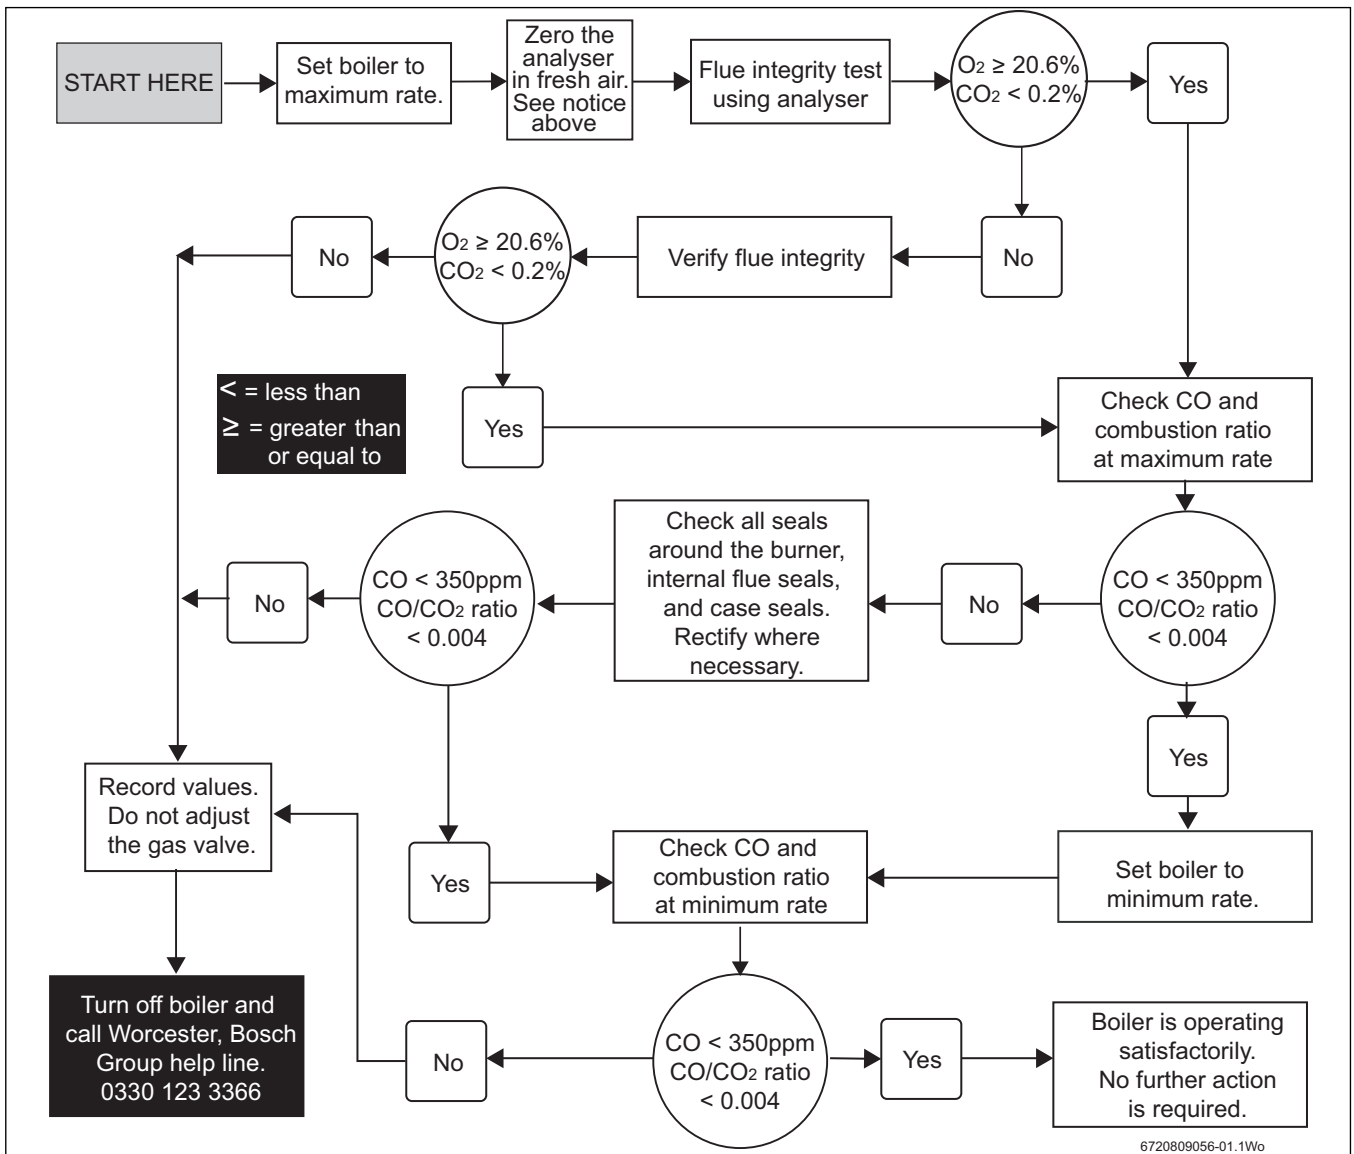 START HERE
Set boiler to
maximum rate.
Zero the
analyser
in fresh air.
See notice
above
Flue integrity test
using analyser
O2 ≥ 20.6%
CO2 < 0.2%
Yes
No
Verify flue integrity
O2 ≥ 20.6%
CO2 < 0.2%
No
< = less than
≥ = greater than
or equal to
Yes
Check CO and
combustion ratio
at maximum rate
CO < 350ppm
CO/CO2 ratio
< 0.004
No
Check all seals
around the burner,
internal flue seals,
and case seals.
Rectify where
necessary.
CO < 350ppm
CO/CO2 ratio
< 0.004
No
Yes
Record values.
Do not adjust
the gas valve.
Yes
Check CO and
combustion ratio
at minimum rate
Set boiler to
minimum rate.
Turn off boiler and
call Worcester, Bosch
Group help line.
0330 123 3366
No
CO < 350ppm
CO/CO2 ratio
< 0.004
Yes
Boiler is operating
satisfactorily.
No further action
is required.
6720809056-01.1Wo